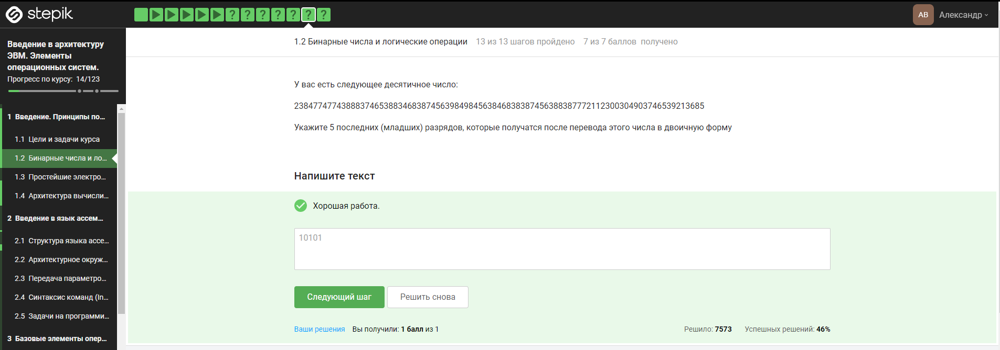 stepik
? ? ? ? ? ? ?
АВ
Александр
Введение в архитектуру
ЭВМ. Элементы
операционных систем.
Прогресс по курсу: 14/123
1 Введение. Принципы по...
1.1 Цели и задачи курса
1.2 Бинарные числа и ло...
1.3 Простейшие электро...
1.4 Архитектура вычисли...
2 Введение в язык ассем...
2.1 Структура языка ассе...
2.2 Архитектурное окруж...
2.3 Передача параметро...
2.4 Синтаксис команд (In...
2.5 Задачи на программи...
3 Базовые элементы опер...
1.2 Бинарные числа и логические операции 13 из 13 шагов пройдено 7 из 7 баллов получено
У вас есть следующее десятичное число:
2384774774388837465388346838745639849845638468383874563883877721123003049037465392136​85
Укажите 5 последних (младших) разрядов, которые получатся после перевода этого числа в двоичную форму
Напишите текст
Хорошая работа.
10101
Следующий шаг
Решить снова
Ваши решения Вы получили: 1 балл из 1
Решило: 7573 Успешных решений: 46%